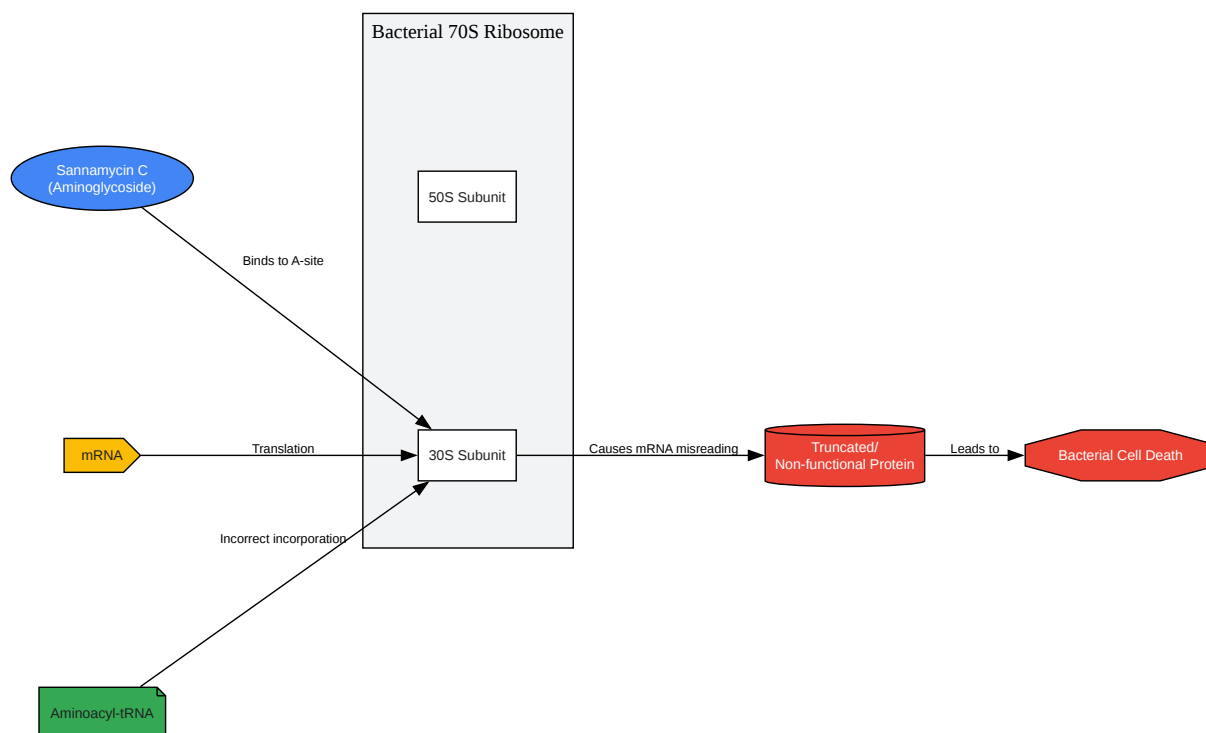 Bacterial 70S Ribosome
Sannamycin C
(Aminoglycoside)
50S Subunit
Binds to A-site
mRNA
Translation
30S Subunit
Causes mRNA misreading
Truncated/
Non-functional Protein
Leads to
Bacterial Cell Death
Incorrect incorporation
Aminoacyl-tRNA